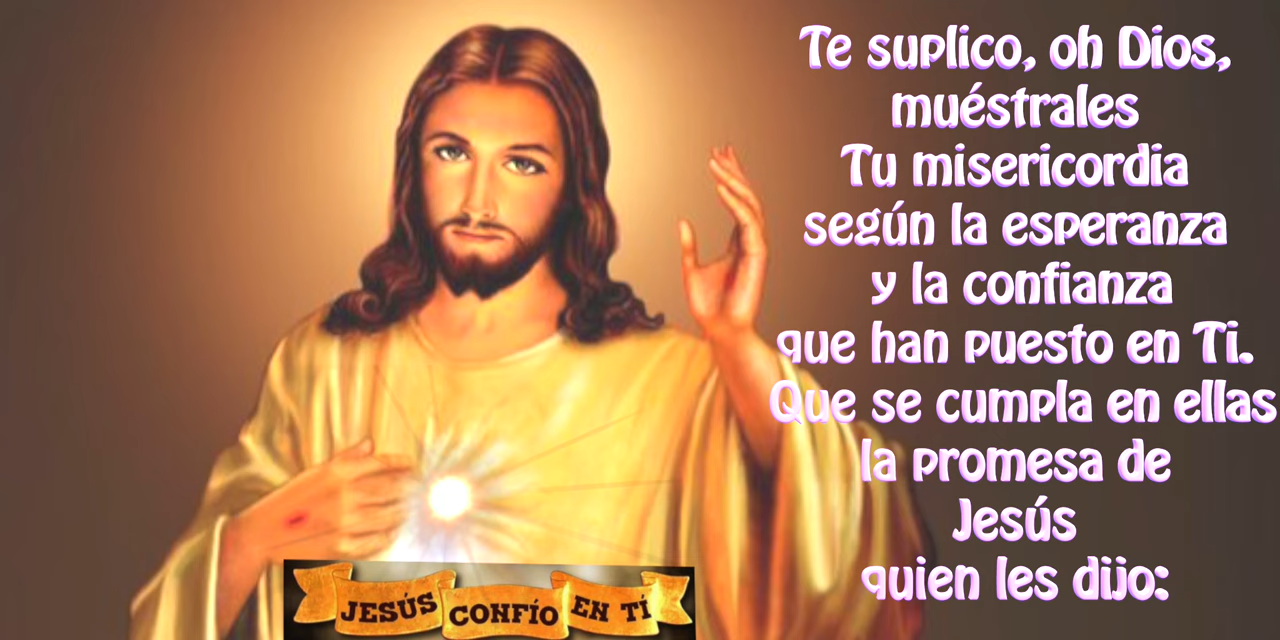 Te suplico, oh Dios,
muéstrales
Tu misericordia
según la esperanza
y la confianza
que han puesto en Ti.
Que se cumpla en ellas
la promesa de
Jesús
quien les dijo:
JESÚS CONFÍO EN TÍ